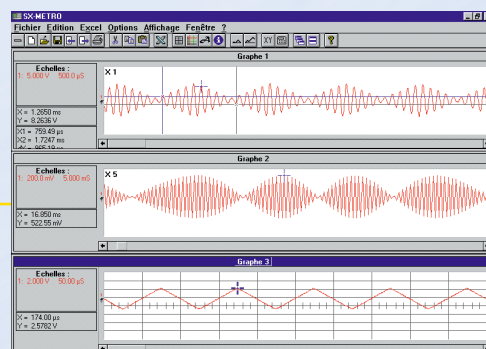 SX-METRO
Fichier Edition Excel Options Affichage Fenêtre ?
XY
Graphe 1
Echelles :
1: 5.000 V 500.0 µS
X = 1.2650 ms
Y = 8.2636 V
X1 = 759.49 µs
X2 = 1.7247 ms
X 1
Graphe 2
Echelles :
1: 200.0 mV 5.000 mS
X = 16.850 ms
Y = 522.55 mV
X 5
Graphe 3
Echelles :
1: 2.000 V 50.00 µS
X = 174.00 µs
Y = 2.5782 V